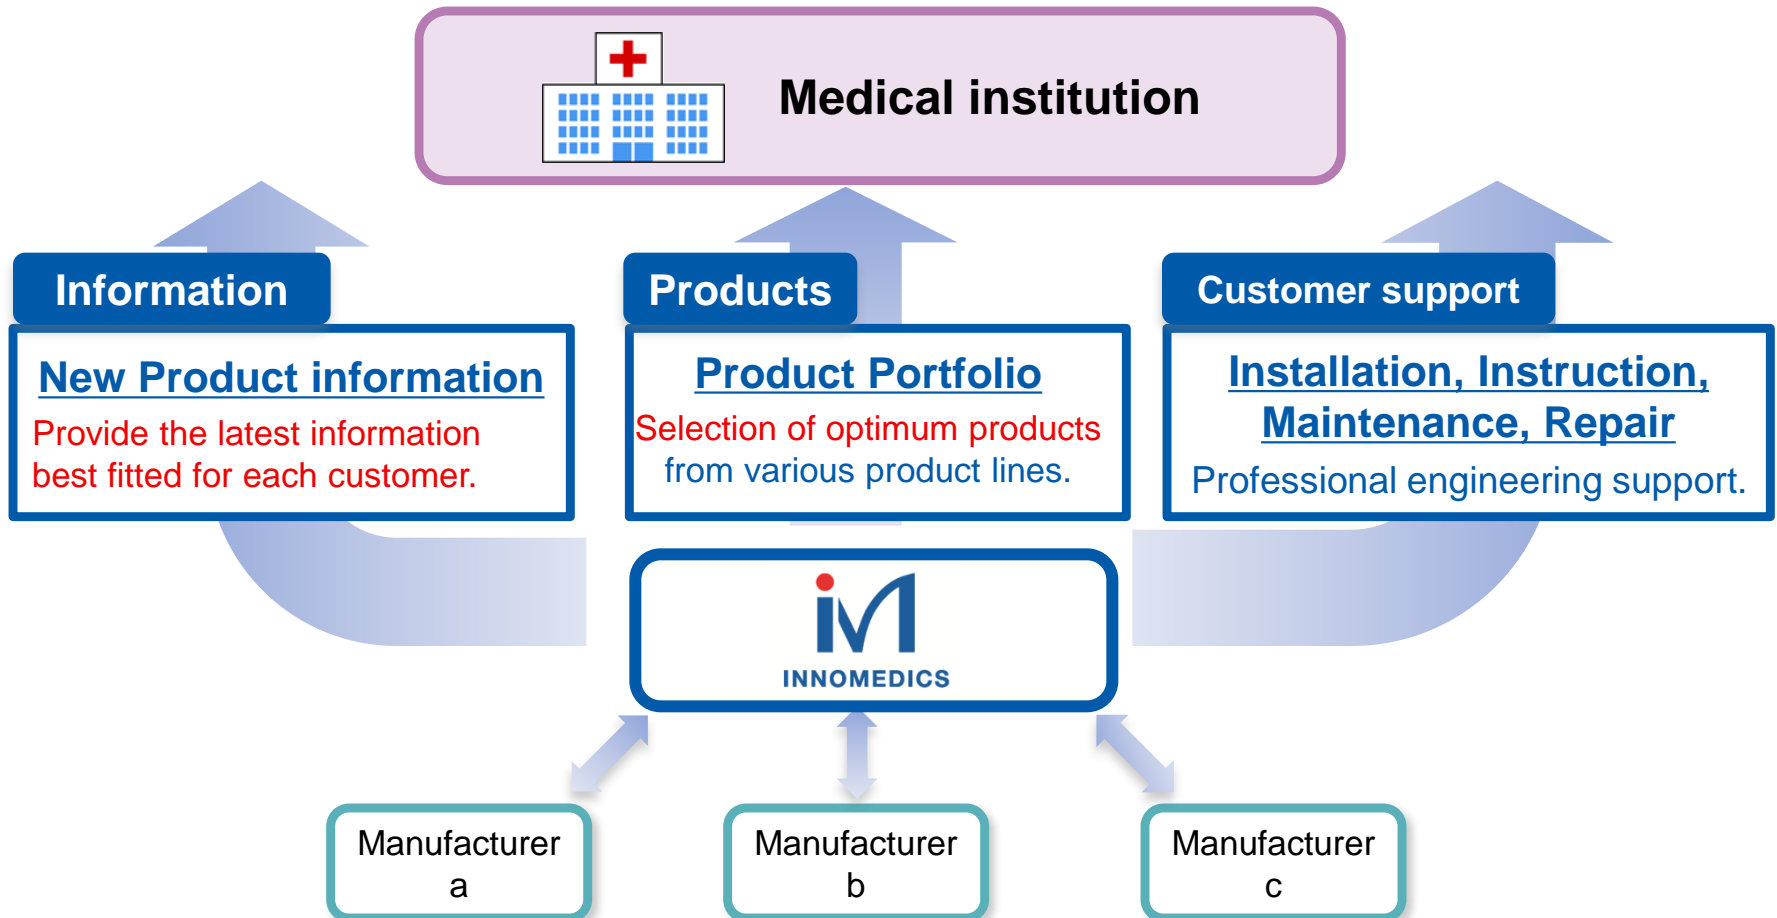 Medical institution
Information
New Product information
Provide the latest information
best fitted for each customer.
Products
Product Portfolio
Selection of optimum products
from various product lines.
Customer support
Installation, Instruction,
Maintenance, Repair
Professional engineering support.
iM
INNOMEDICS
Manufacturer
a
Manufacturer
b
Manufacturer
c